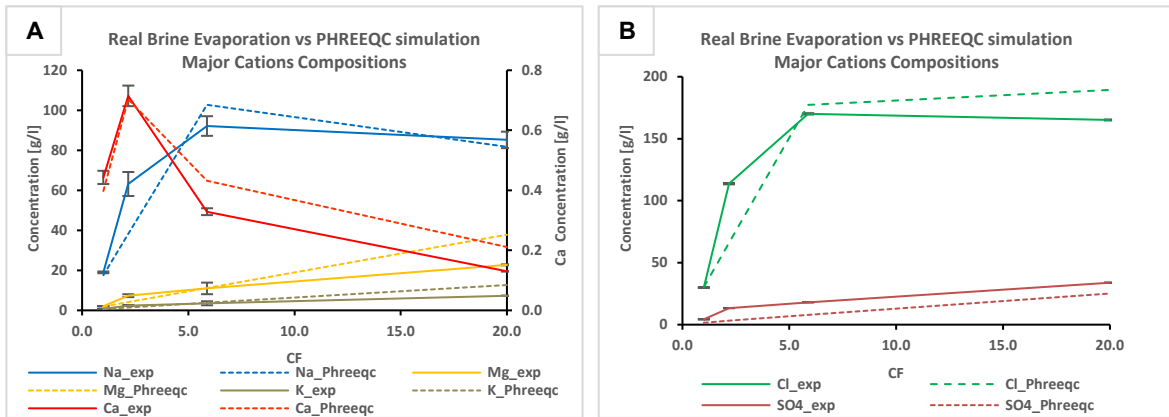 A
Real Brine Evaporation vs PHREEQC simulation
Major Cations Compositions
120
100
80
60
40
20
0
Concentration [g/l]
0.8
0.6
0.4
0.2
0.0
Ca Concentration [g/l]
0.0 5.0 10.0 15.0 20.0
CF
Na_exp Na_Phreeqc Mg_exp
Mg_Phreeqc K_exp K_Phreeqc
Ca_exp Ca_Phreeqc
B
Real Brine Evaporation vs PHREEQC simulation
Major Cations Compositions
200
150
100
50
0
Concentration [g/l]
0.0 5.0 10.0 15.0 20.0
CF
Cl_exp Cl_Phreeqc
SO4_exp SO4_Phreeqc